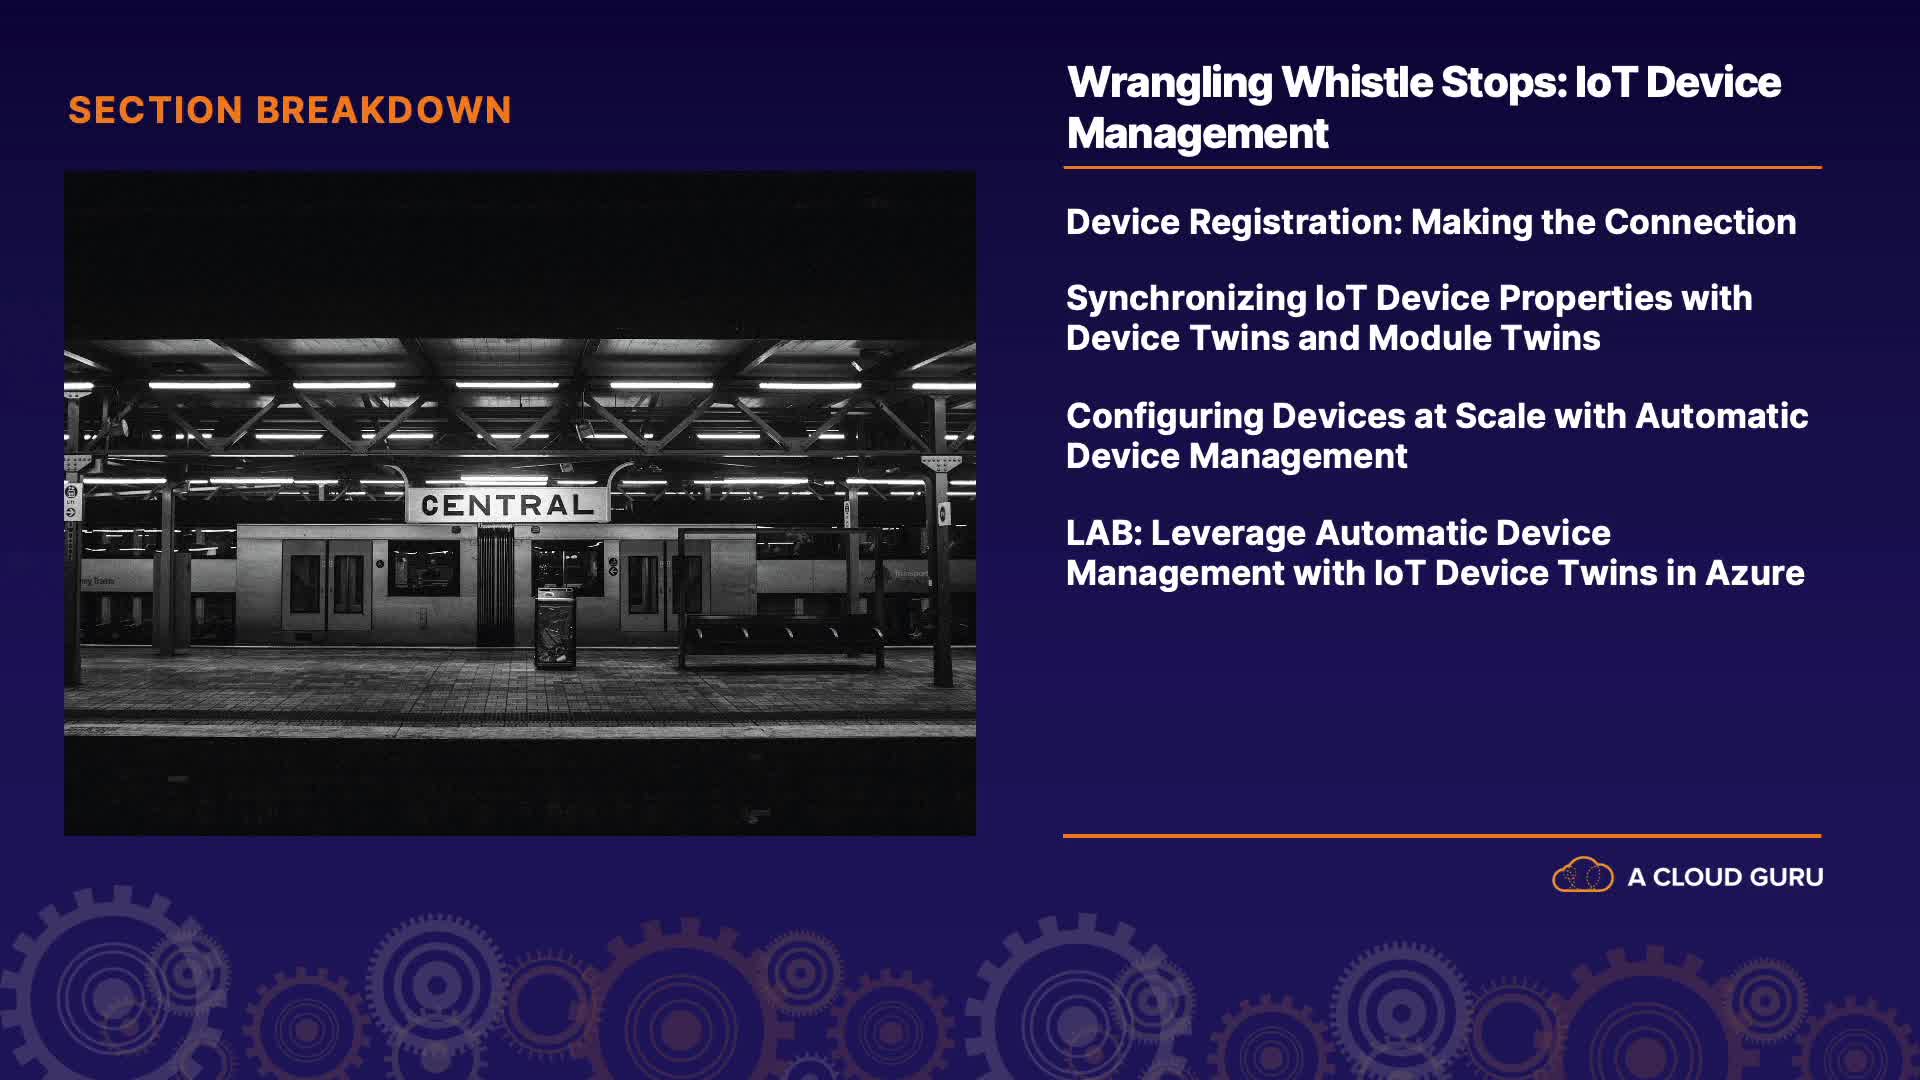 SECTION BREAKDOWN
Wrangling Whistle Stops: IoT Device
Management
Device Registration: Making the Connection
Synchronizing IoT Device Properties with
Device Twins and Module Twins
Configuring Devices at Scale with Automatic
Device Management
LAB: Leverage Automatic Device
Management with IoT Device Twins in Azure
CENTRAL
Transport
A CLOUD GURU